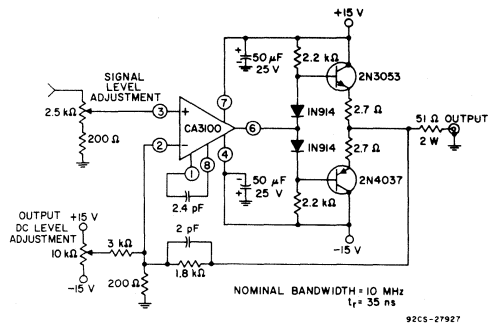 +15 V
50 μF
25 V
2.2 kΩ
2N3053
SIGNAL
LEVEL
ADJUSTMENT
7
1N914
2.7 Ω
2.5 kΩ
3
+
CA3100
6
51 Ω OUTPUT
200 Ω
2
−
8
4
1
1N914
2.7 Ω
2 W
2.4 pF
50 μF
25 V
2N4037
2.2 kΩ
OUTPUT
DC LEVEL
ADJUSTMENT
+15 V
2 pF
-15 V
3 kΩ
10 kΩ
1.8 kΩ
-15 V
200 Ω
NOMINAL BANDWIDTH = 10 MHz
tr = 35 ns
92CS-27927